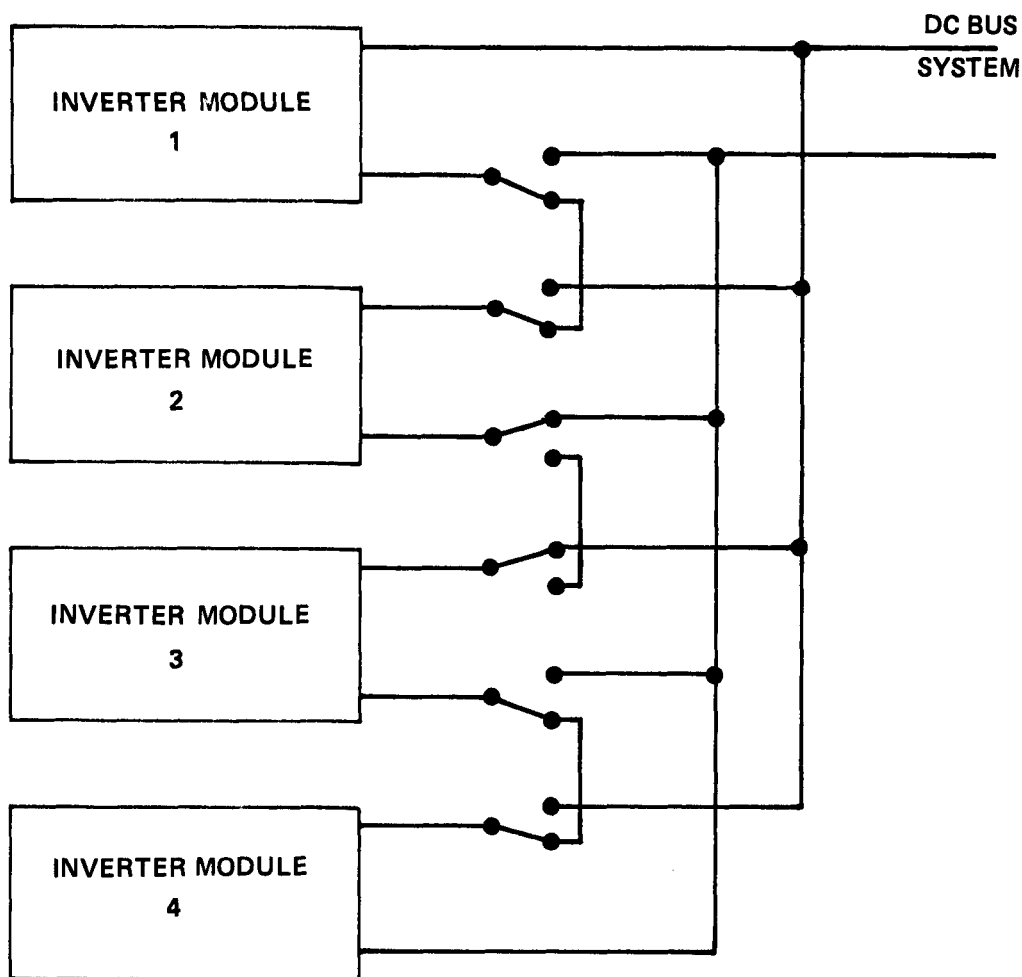 DC BUS
SYSTEM
INVERTER MODULE
1
INVERTER MODULE
2
INVERTER MODULE
3
INVERTER MODULE
4